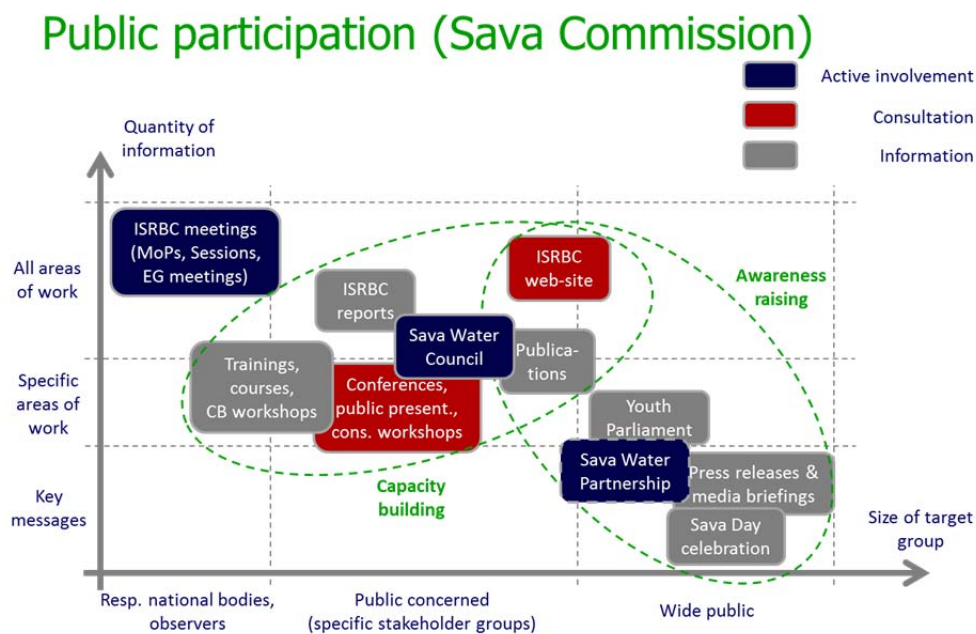 Public participation (Sava Commission)
Active involvement
Consultation
Information
Quantity of
information
All areas
of work
Specific
areas of
work
Key
messages
ISRBC meetings
(MoPs, Sessions,
EG meetings)
ISRBC
reports
ISRBC
web-site
Awareness
raising
Sava Water
Council
Publica-
tions
Trainings,
courses,
CB workshops
Conferences,
public present.,
cons. workshops
Youth
Parliament
Sava Water
Partnership
Press releases &
media briefings
Capacity
building
Sava Day
celebration
Size of target
group
Resp. national bodies,
observers
Public concerned
(specific stakeholder groups)
Wide public